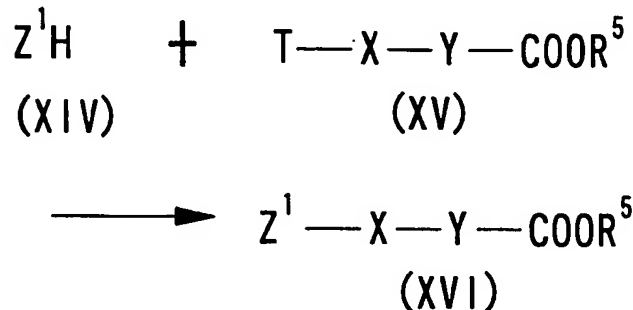 Z¹H + T—X—Y—COOR⁵
(XIV) (XV)
Z¹—X—Y—COOR⁵
(XVI)